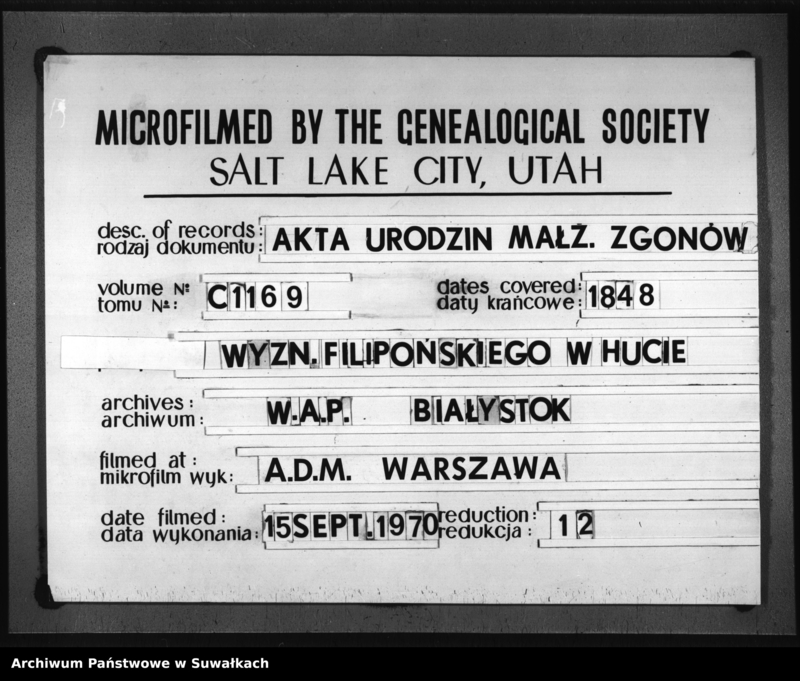 MICROFILMED BY THE GENEALOGICAL SOCIETY
SALT LAKE CITY, UTAH
desc. of records:
rodzaj dokumentu: AKTA URODZIN MAŁŻ. ZGONÓW
volume №:
tomu №: C1169
dates covered:
daty krańcowe: 1848
WYZN. FILIPOŃSKIEGO W HUCIE
archives:
archiwum: W.A.P. BIAŁYSTOK
filmed at:
mikrofilm wyk: A.D.M. WARSZAWA
date filmed:
data wykonania: 15 SEPT. 1970
reduction:
redukcja: 12
Archiwum Państwowe w Suwałkach